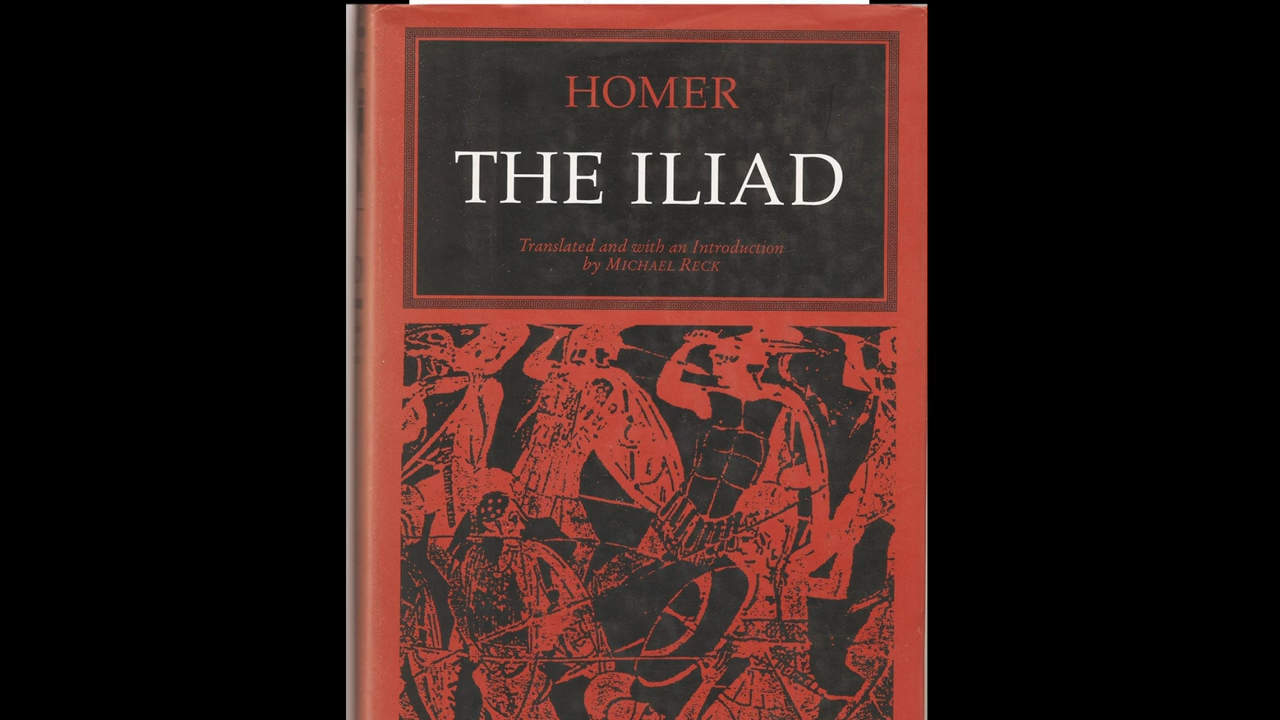 HOMER
THE ILIAD
Translated and with an Introduction
by MICHAEL RECK